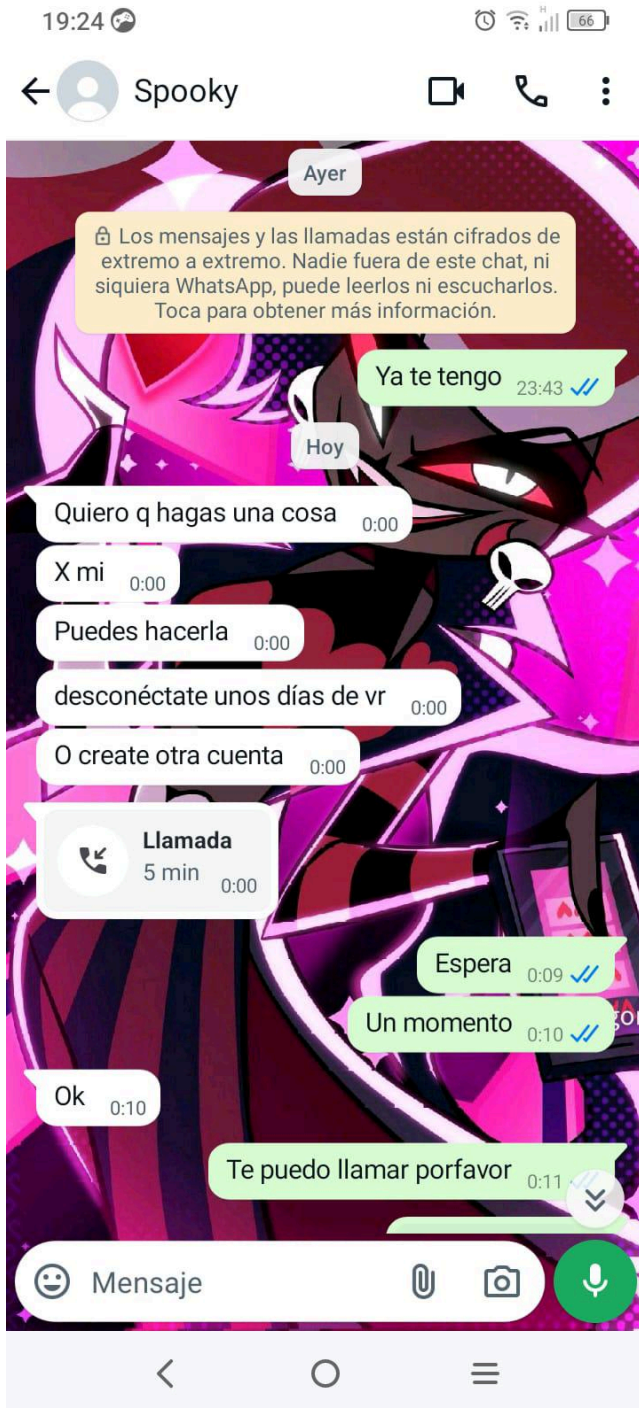 19:24
H
66
Spooky
Ayer
Los mensajes y las llamadas están cifrados de
extremo a extremo. Nadie fuera de este chat, ni
siquiera WhatsApp, puede leerlos ni escucharlos.
Toca para obtener más información.
Ya te tengo 23:43
Hoy
Quiero q hagas una cosa 0:00
X mi 0:00
Puedes hacerla 0:00
desconéctate unos días de vr 0:00
O create otra cuenta 0:00
Llamada
5 min 0:00
Espera 0:09
Un momento 0:10
Ok 0:10
Te puedo llamar porfavor 0:11
Mensaje